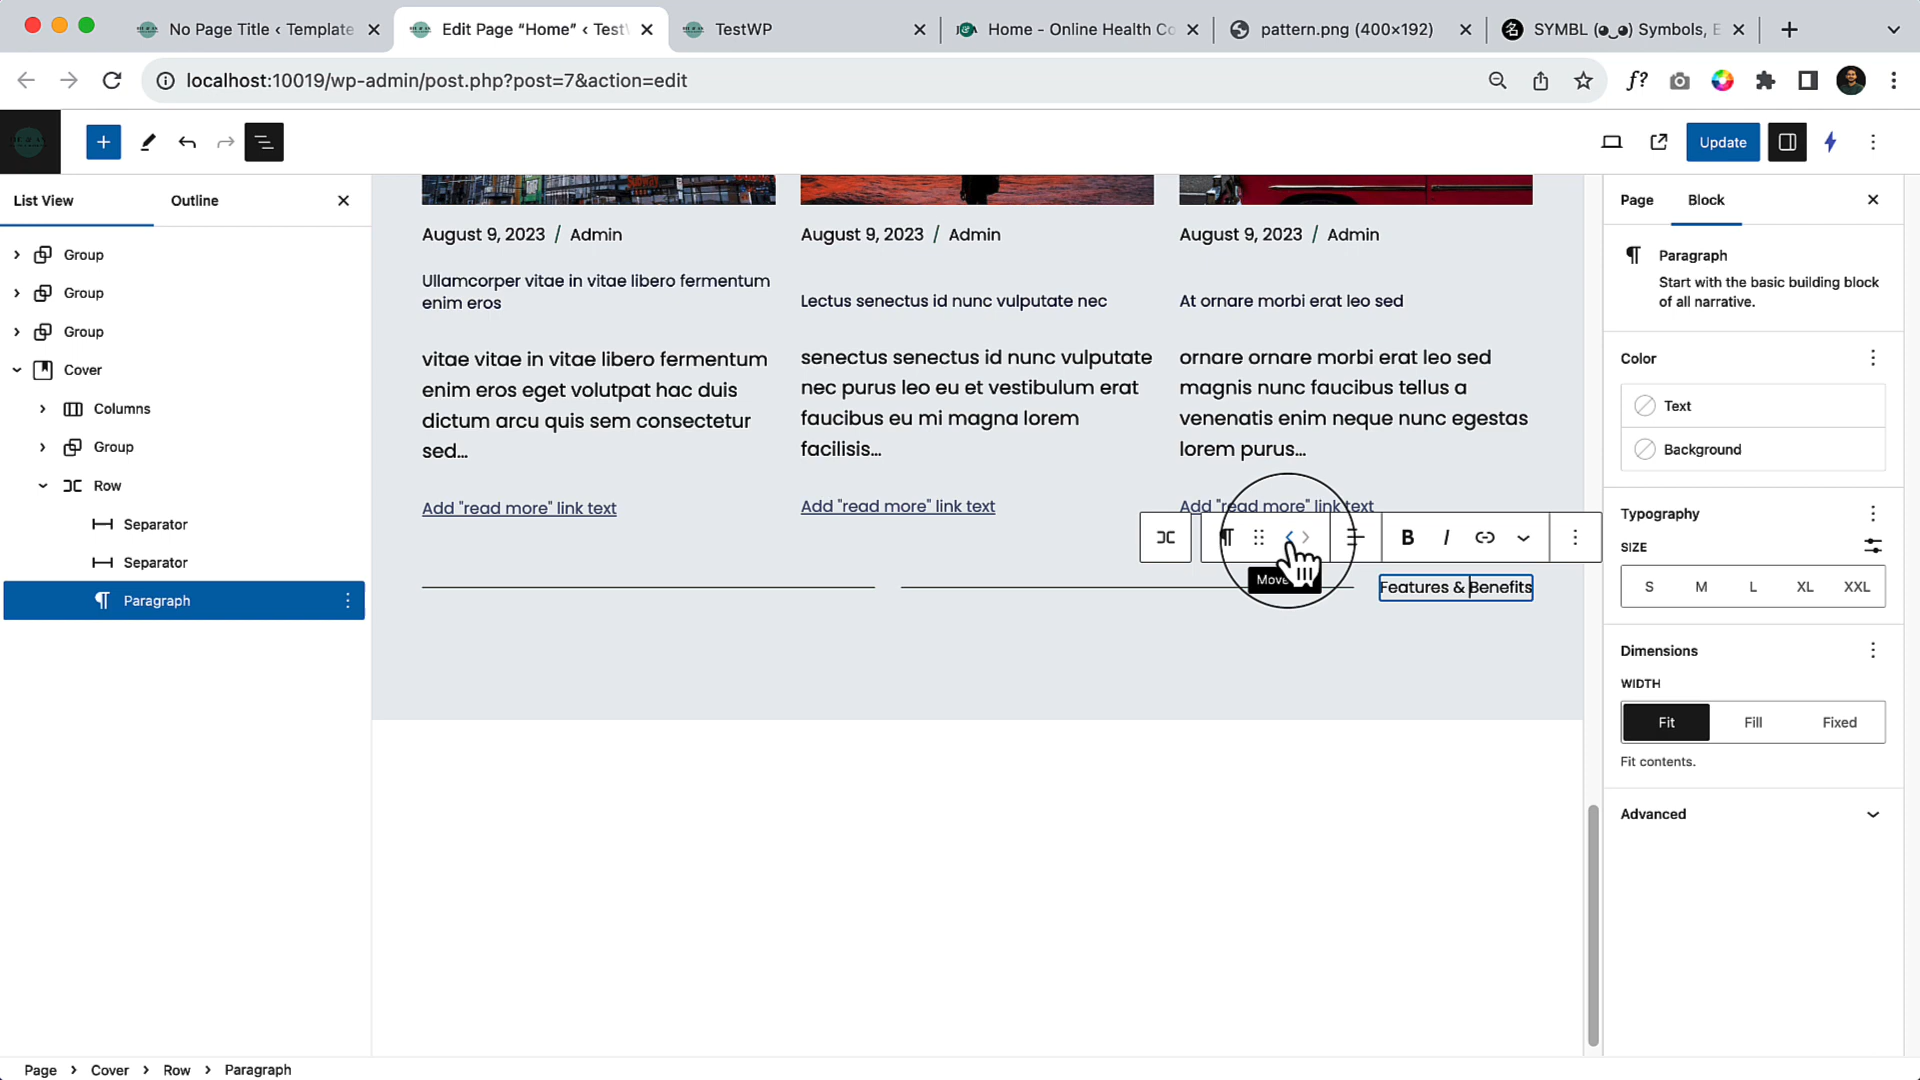 No Page Title ‹ Template
Edit Page “Home” ‹ Test
TestWP
Home - Online Health Co
pattern.png (400×192)
SYMBL (◕‿◕) Symbols, E
localhost:10019/wp-admin/post.php?post=7&action=edit
f?
Update
List View
Outline
Group
Group
Group
Cover
Columns
Group
Row
Separator
Separator
Paragraph
August 9, 2023 / Admin
August 9, 2023 / Admin
August 9, 2023 / Admin
Ullamcorper vitae in vitae libero fermentum
enim eros
Lectus senectus id nunc vulputate nec
At ornare morbi erat leo sed
vitae vitae in vitae libero fermentum
enim eros eget volutpat hac duis
dictum arcu quis sem consectetur
sed...
senectus senectus id nunc vulputate
nec purus leo eu et vestibulum erat
faucibus eu mi magna lorem
facilisis...
ornare ornare morbi erat leo sed
magnis nunc faucibus tellus a
venenatis enim neque nunc egestas
lorem purus...
Add "read more" link text
Add "read more" link text
Add "read more" link text
B I
Move
Features & Benefits
Page
Block
Paragraph
Start with the basic building block
of all narrative.
Color
Text
Background
Typography
SIZE
S M L XL XXL
Dimensions
WIDTH
Fit Fill Fixed
Fit contents.
Advanced
Page > Cover > Row > Paragraph